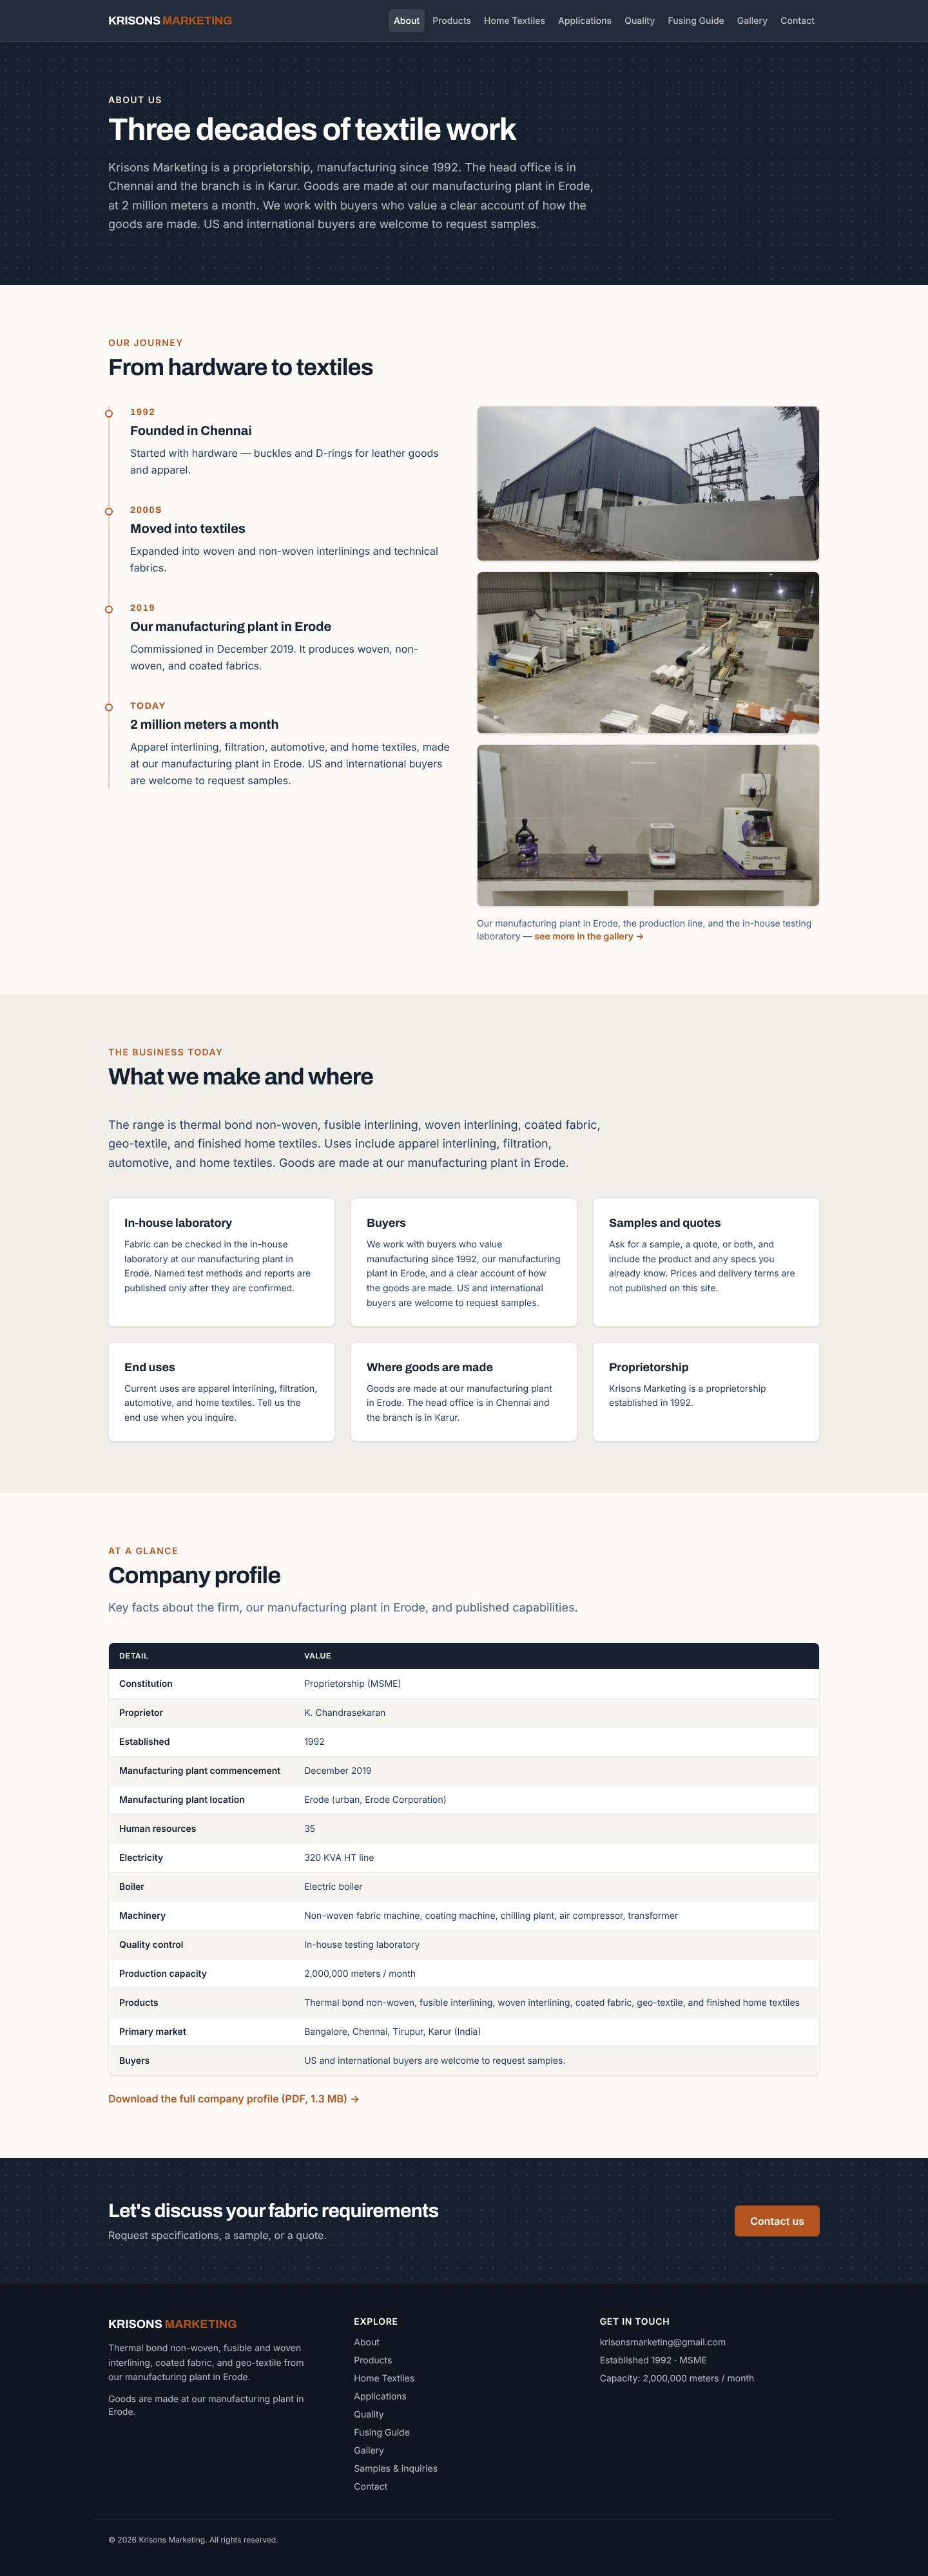 KRISONS MARKETING
About Products Home Textiles Applications Quality Fusing Guide Gallery Contact
ABOUT US
Three decades of textile work
Krisons Marketing is a proprietorship, manufacturing since 1992. The head office is in
Chennai and the branch is in Karur. Goods are made at our manufacturing plant in Erode,
at 2 million meters a month. We work with buyers who value a clear account of how the
goods are made. US and international buyers are welcome to request samples.
OUR JOURNEY
From hardware to textiles
1992
Founded in Chennai
Started with hardware — buckles and D-rings for leather goods
and apparel.
2000S
Moved into textiles
Expanded into woven and non-woven interlinings and technical
fabrics.
2019
Our manufacturing plant in Erode
Commissioned in December 2019. It produces woven, non-
woven, and coated fabrics.
TODAY
2 million meters a month
Apparel interlining, filtration, automotive, and home textiles, made
at our manufacturing plant in Erode. US and international buyers
are welcome to request samples.
DigiBurst
Our manufacturing plant in Erode, the production line, and the in-house testing
laboratory — see more in the gallery →
THE BUSINESS TODAY
What we make and where
The range is thermal bond non-woven, fusible interlining, woven interlining, coated fabric,
geo-textile, and finished home textiles. Uses include apparel interlining, filtration,
automotive, and home textiles. Goods are made at our manufacturing plant in Erode.
In-house laboratory
Fabric can be checked in the in-house
laboratory at our manufacturing plant in
Erode. Named test methods and reports are
published only after they are confirmed.
Buyers
We work with buyers who value
manufacturing since 1992, our manufacturing
plant in Erode, and a clear account of how
the goods are made. US and international
buyers are welcome to request samples.
Samples and quotes
Ask for a sample, a quote, or both, and
include the product and any specs you
already know. Prices and delivery terms are
not published on this site.
End uses
Current uses are apparel interlining, filtration,
automotive, and home textiles. Tell us the
end use when you inquire.
Where goods are made
Goods are made at our manufacturing plant
in Erode. The head office is in Chennai and
the branch is in Karur.
Proprietorship
Krisons Marketing is a proprietorship
established in 1992.
AT A GLANCE
Company profile
Key facts about the firm, our manufacturing plant in Erode, and published capabilities.
DETAIL VALUE
Constitution Proprietorship (MSME)
Proprietor K. Chandrasekaran
Established 1992
Manufacturing plant commencement December 2019
Manufacturing plant location Erode (urban, Erode Corporation)
Human resources 35
Electricity 320 KVA HT line
Boiler Electric boiler
Machinery Non-woven fabric machine, coating machine, chilling plant, air compressor, transformer
Quality control In-house testing laboratory
Production capacity 2,000,000 meters / month
Products Thermal bond non-woven, fusible interlining, woven interlining, coated fabric, geo-textile, and finished home textiles
Primary market Bangalore, Chennai, Tirupur, Karur (India)
Buyers US and international buyers are welcome to request samples.
Download the full company profile (PDF, 1.3 MB) →
Let's discuss your fabric requirements
Request specifications, a sample, or a quote.
Contact us
KRISONS MARKETING
Thermal bond non-woven, fusible and woven
interlining, coated fabric, and geo-textile from
our manufacturing plant in Erode.
Goods are made at our manufacturing plant in
Erode.
EXPLORE
About
Products
Home Textiles
Applications
Quality
Fusing Guide
Gallery
Samples & inquiries
Contact
GET IN TOUCH
krisonsmarketing@gmail.com
Established 1992 · MSME
Capacity: 2,000,000 meters / month
© 2026 Krisons Marketing. All rights reserved.